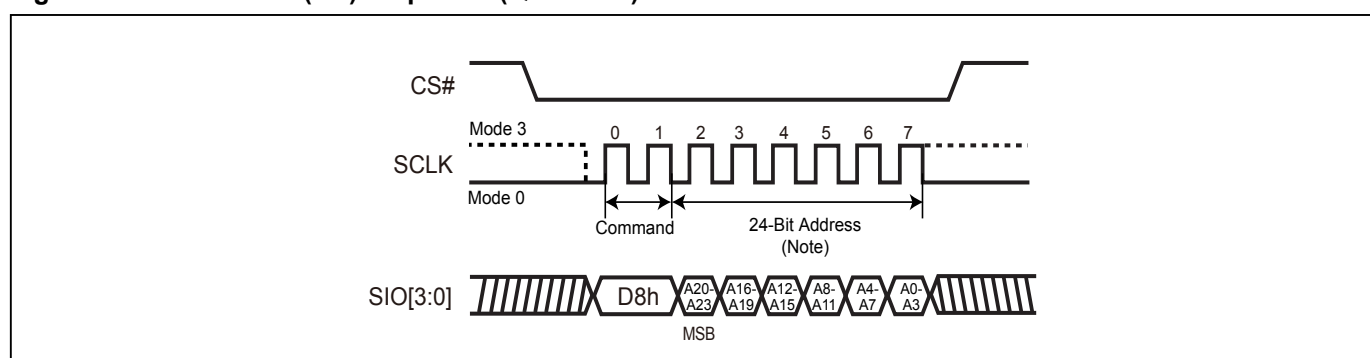 CS#
Mode 3
0 1 2 3 4 5 6 7
SCLK
Mode 0
Command
24-Bit Address
(Note)
SIO[3:0]
D8h
A20-
A23
A16-
A19
A12-
A15
A8-
A11
A4-
A7
A0-
A3
MSB